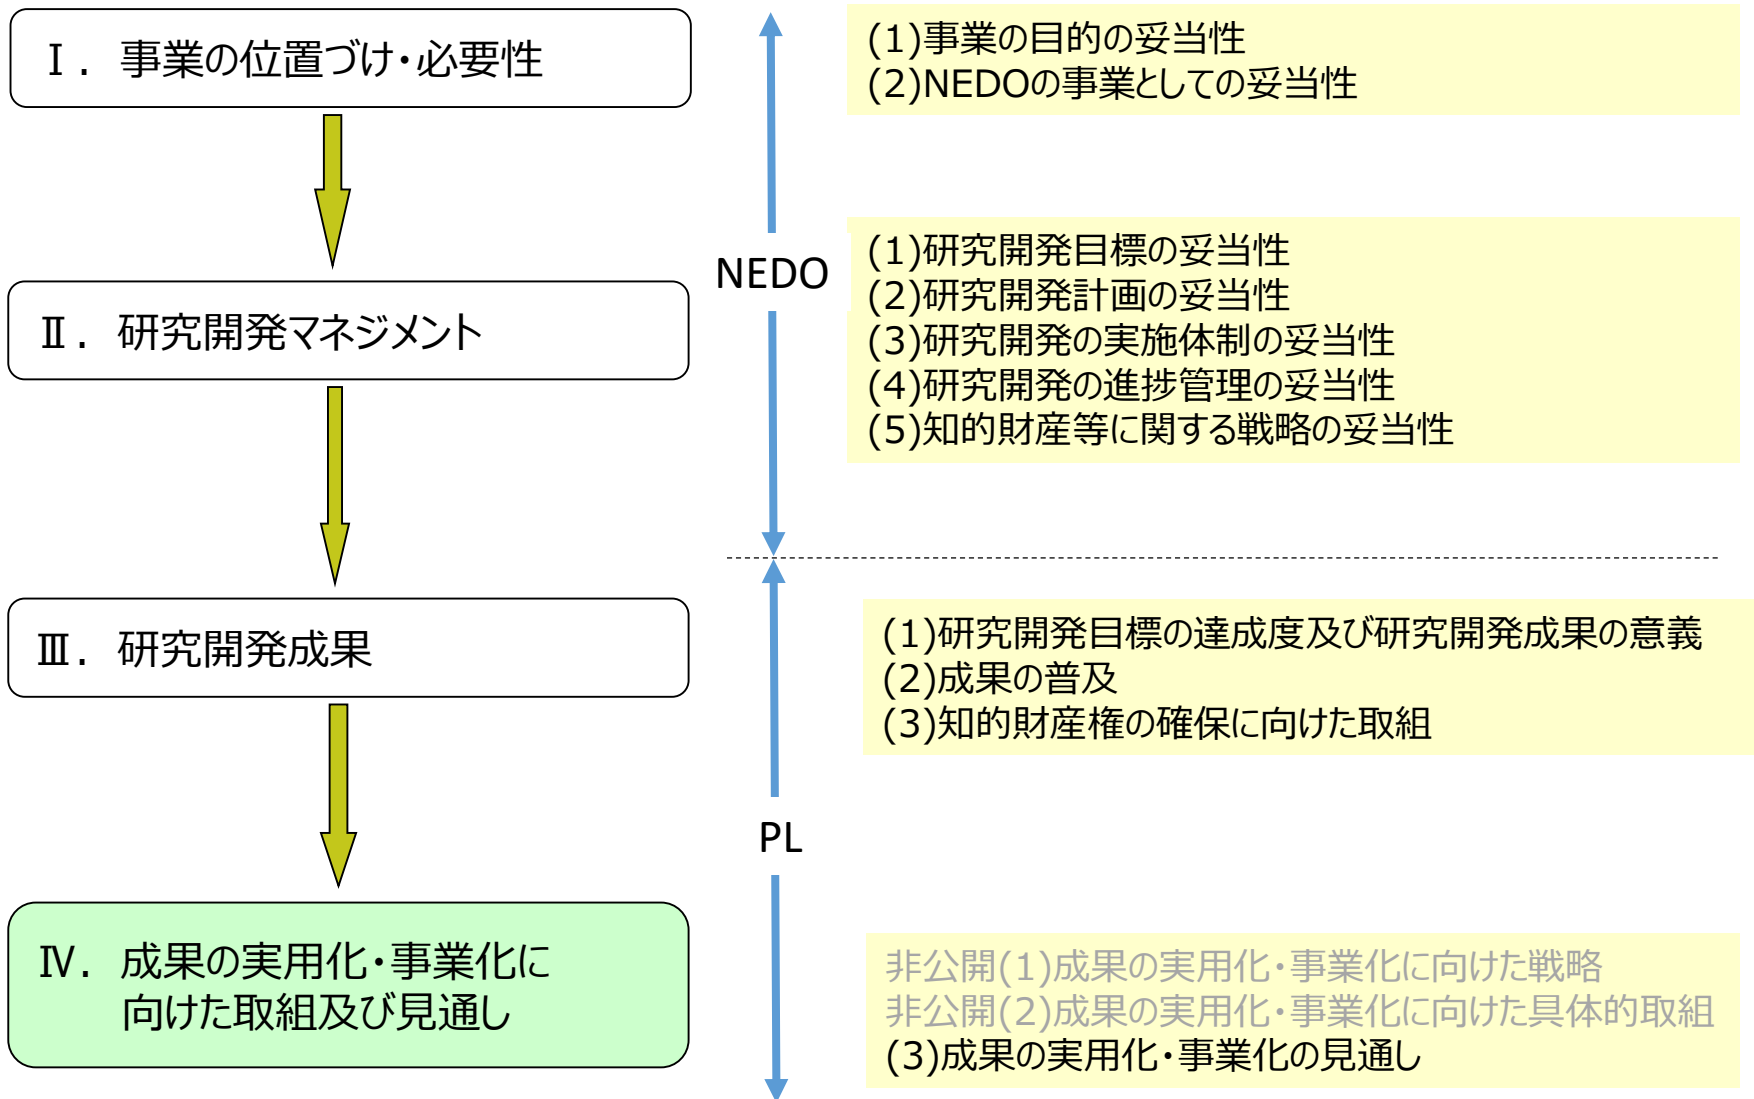 Ⅰ. 事業の位置づけ・必要性
(1)事業の目的の妥当性
(2)NEDOの事業としての妥当性
NEDO
Ⅱ. 研究開発マネジメント
(1)研究開発目標の妥当性
(2)研究開発計画の妥当性
(3)研究開発の実施体制の妥当性
(4)研究開発の進捗管理の妥当性
(5)知的財産等に関する戦略の妥当性
Ⅲ. 研究開発成果
(1)研究開発目標の達成度及び研究開発成果の意義
(2)成果の普及
(3)知的財産権の確保に向けた取組
PL
Ⅳ. 成果の実用化・事業化に
向けた取組及び見通し
非公開(1)成果の実用化・事業化に向けた戦略
非公開(2)成果の実用化・事業化に向けた具体的取組
(3)成果の実用化・事業化の見通し